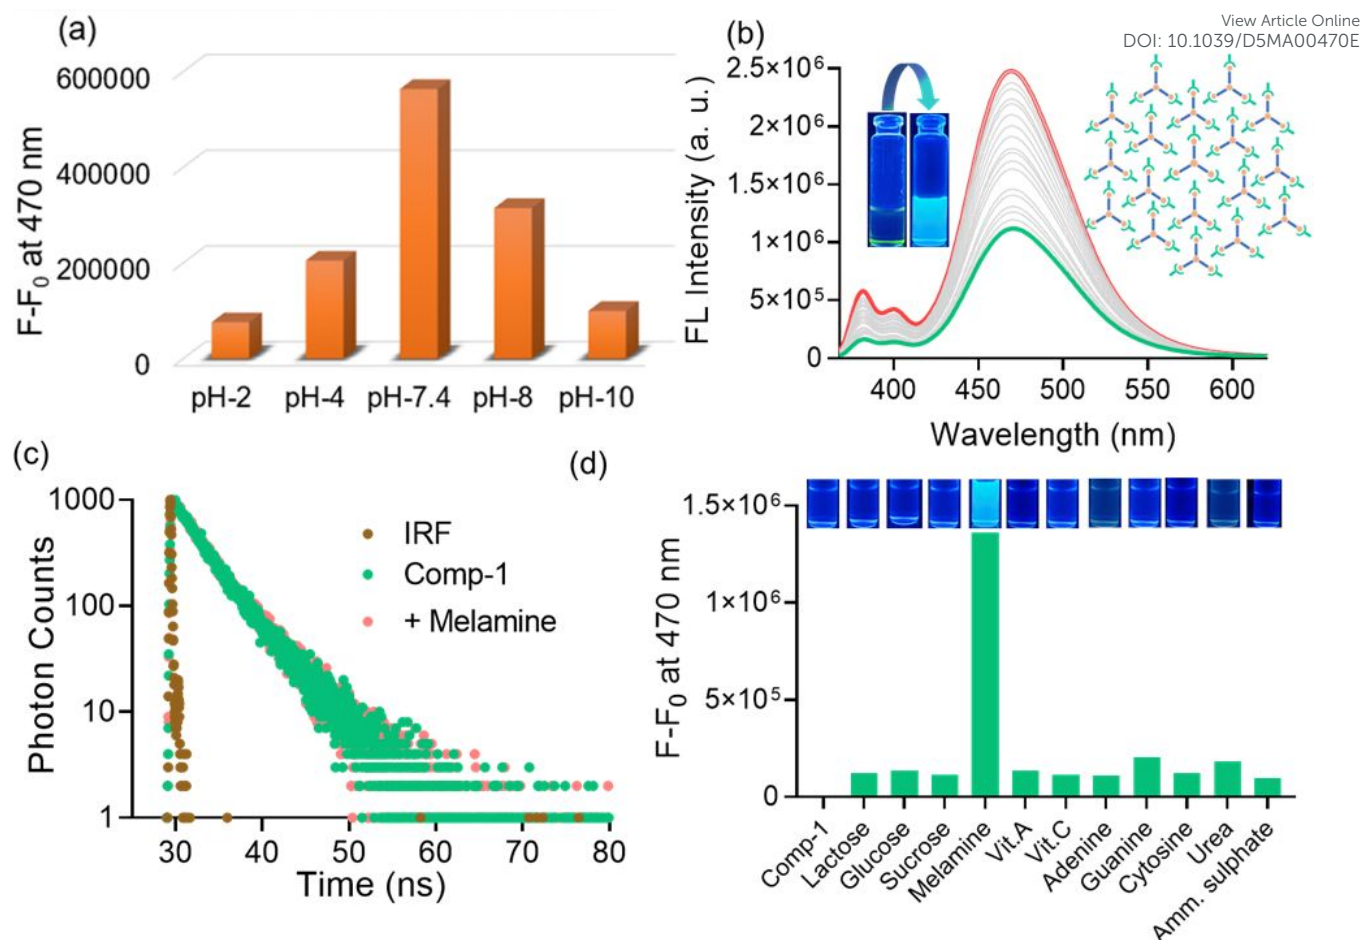 View Article Online
DOI: 10.1039/D5MA00470E
(a)
F-F₀ at 470 nm
600000
400000
200000
0
pH-2 pH-4 pH-7.4 pH-8 pH-10
(b)
FL Intensity (a. u.)
2.5×10⁶
2×10⁶
1.5×10⁶
1×10⁶
5×10⁵
0
400 450 500 550 600
Wavelength (nm)
(c)
Photon Counts
1000
100
10
1
IRF
Comp-1
+ Melamine
30 40 50 60 70 80
Time (ns)
(d)
F-F₀ at 470 nm
1.5×10⁶
1×10⁶
5×10⁵
0
Comp-1
Lactose
Glucose
Sucrose
Melamine
Vit.A
Vit.C
Adenine
Guanine
Cytosine
Urea
Amm. sulphate